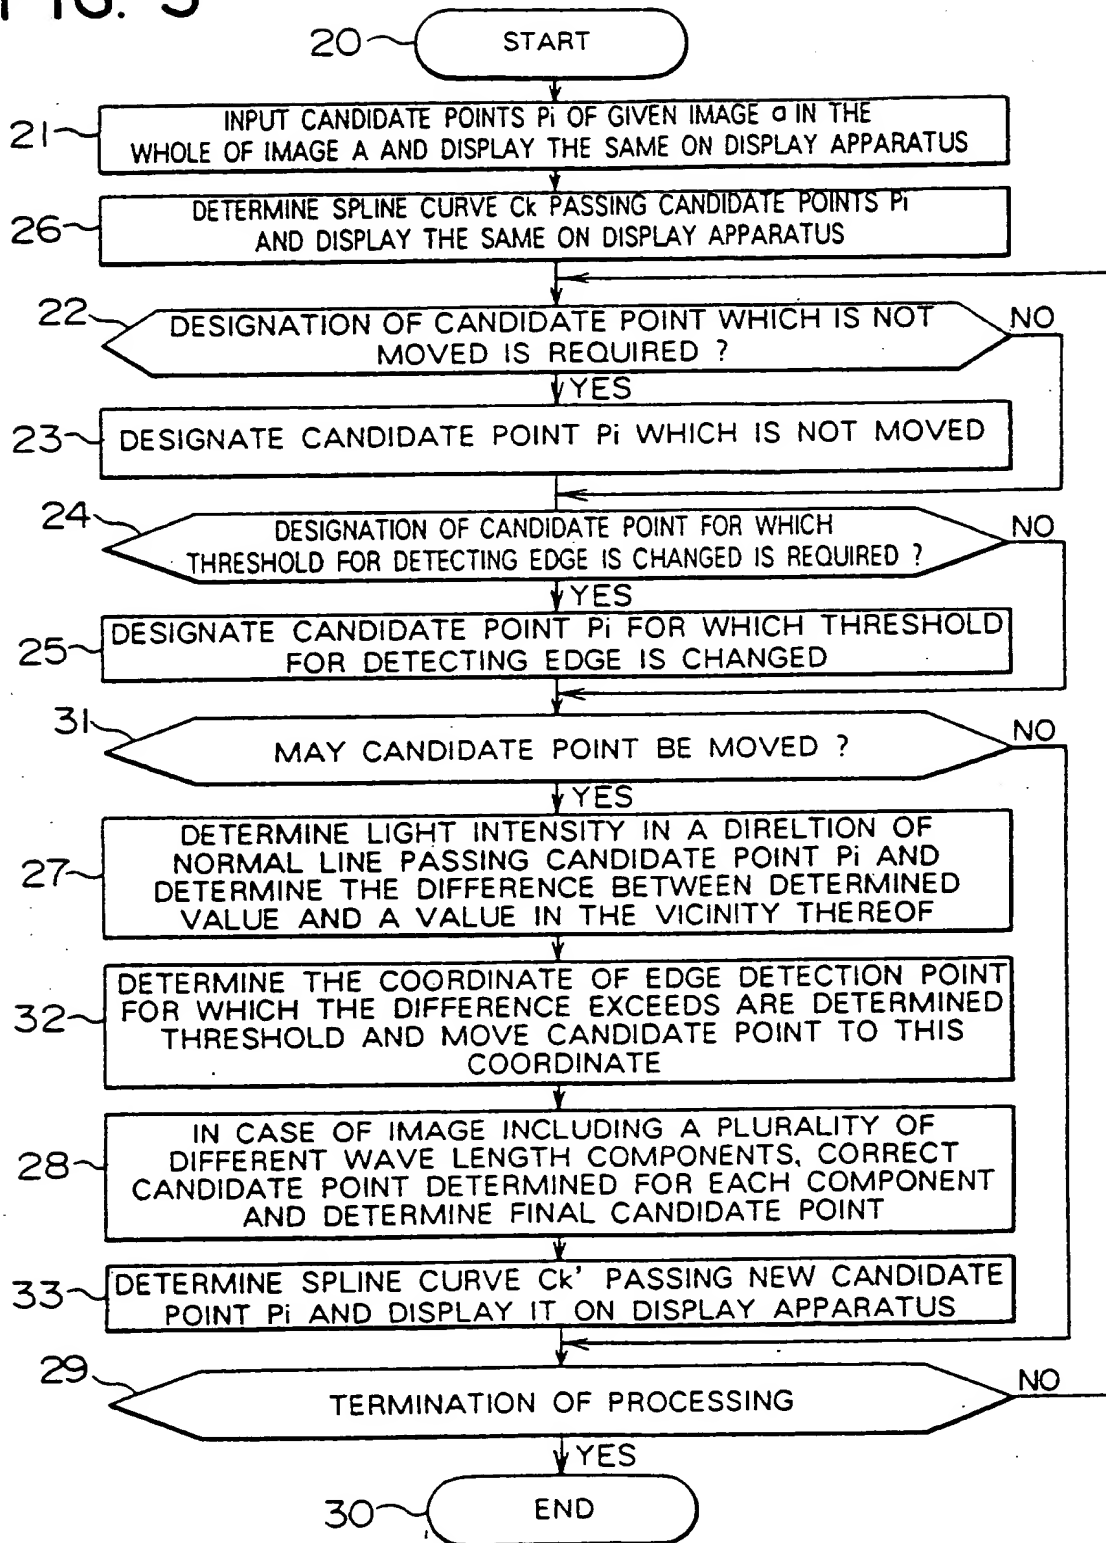 20 START
21 INPUT CANDIDATE POINTS Pi OF GIVEN IMAGE a IN THE
WHOLE OF IMAGE A AND DISPLAY THE SAME ON DISPLAY APPARATUS
26 DETERMINE SPLINE CURVE Ck PASSING CANDIDATE POINTS Pi
AND DISPLAY THE SAME ON DISPLAY APPARATUS
22 DESIGNATION OF CANDIDATE POINT WHICH IS NOT NO
MOVED IS REQUIRED ?
YES
23 DESIGNATE CANDIDATE POINT Pi WHICH IS NOT MOVED
24 DESIGNATION OF CANDIDATE POINT FOR WHICH NO
THRESHOLD FOR DETECTING EDGE IS CHANGED IS REQUIRED ?
YES
25 DESIGNATE CANDIDATE POINT Pi FOR WHICH THRESHOLD
FOR DETECTING EDGE IS CHANGED
31 MAY CANDIDATE POINT BE MOVED ? NO
YES
DETERMINE LIGHT INTENSITY IN A DIRELTION OF
27 NORMAL LINE PASSING CANDIDATE POINT Pi AND
DETERMINE THE DIFFERENCE BETWEEN DETERMINED
VALUE AND A VALUE IN THE VICINITY THEREOF
DETERMINE THE COORDINATE OF EDGE DETECTION POINT
32 FOR WHICH THE DIFFERENCE EXCEEDS ARE DETERMINED
THRESHOLD AND MOVE CANDIDATE POINT TO THIS
COORDINATE
IN CASE OF IMAGE INCLUDING A PLURALITY OF
28 DIFFERENT WAVE LENGTH COMPONENTS, CORRECT
CANDIDATE POINT DETERMINED FOR EACH COMPONENT
AND DETERMINE FINAL CANDIDATE POINT
33 DETERMINE SPLINE CURVE Ck' PASSING NEW CANDIDATE
POINT Pi AND DISPLAY IT ON DISPLAY APPARATUS
29 TERMINATION OF PROCESSING NO
YES
30 END